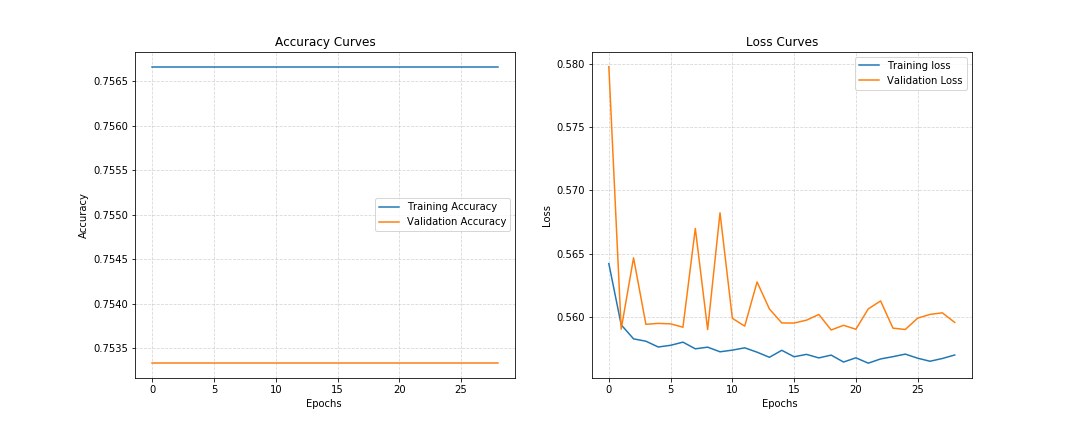 Accuracy Curves
0.7565
0.7560
0.7555
0.7550
0.7545
0.7540
0.7535
Accuracy
Training Accuracy
Validation Accuracy
0 5 10 15 20 25
Epochs
Loss Curves
0.580
0.575
0.570
0.565
0.560
Loss
Training loss
Validation Loss
0 5 10 15 20 25
Epochs